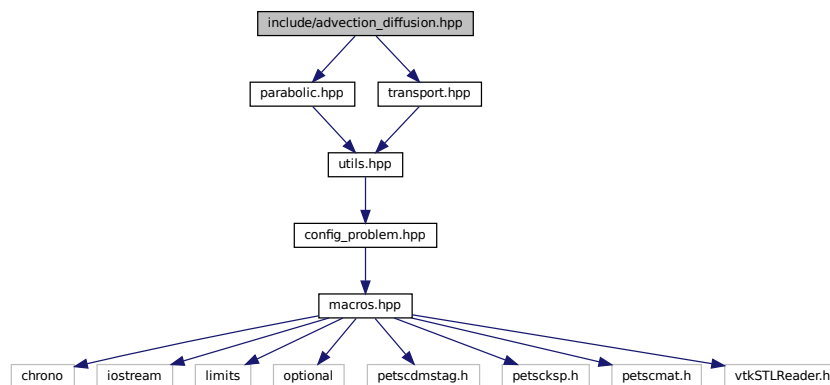 include/advection_diffusion.hpp
parabolic.hpp
transport.hpp
utils.hpp
config_problem.hpp
macros.hpp
chrono
iostream
limits
optional
petscdmstag.h
petscksp.h
petscmat.h
vtkSTLReader.h